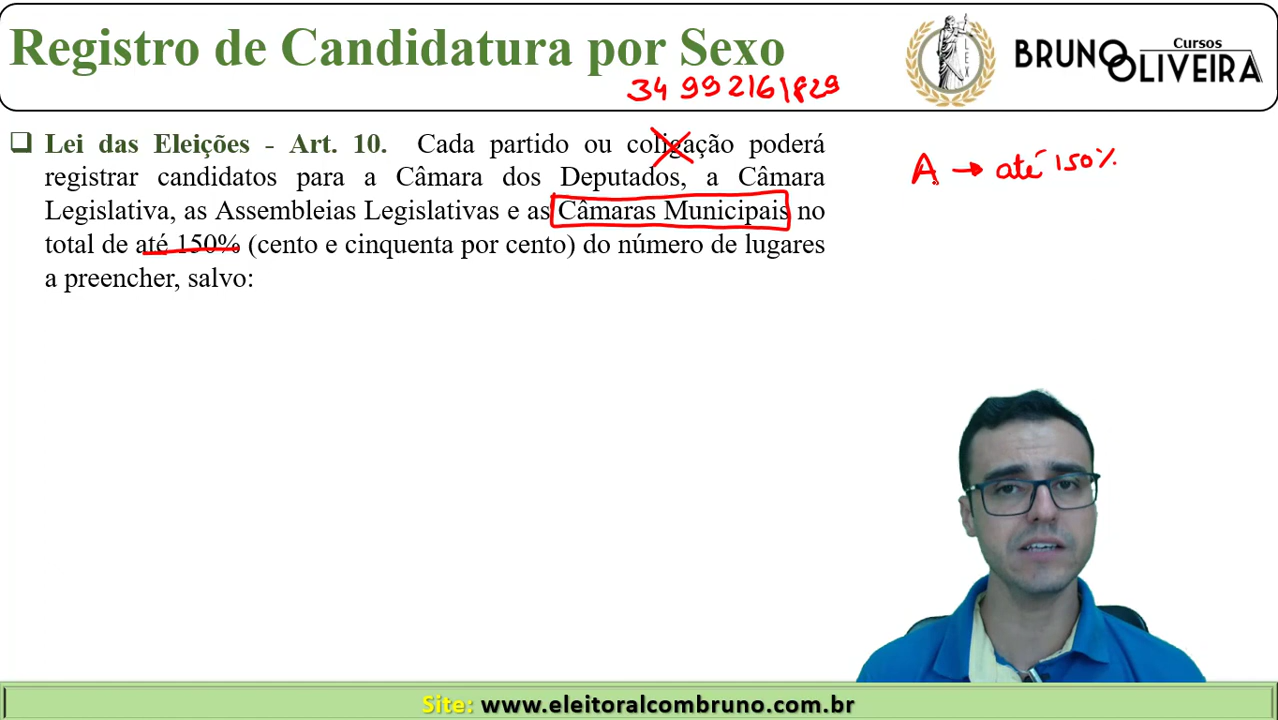 Registro de Candidatura por Sexo
34 992161829
Cursos
BRUNO OLIVEIRA
LEX
Lei das Eleições - Art. 10. Cada partido ou coligação poderá
registrar candidatos para a Câmara dos Deputados, a Câmara
Legislativa, as Assembleias Legislativas e as Câmaras Municipais no
total de até 150% (cento e cinquenta por cento) do número de lugares
a preencher, salvo:
A → até 150%
Site: www.eleitoralcombruno.com.br